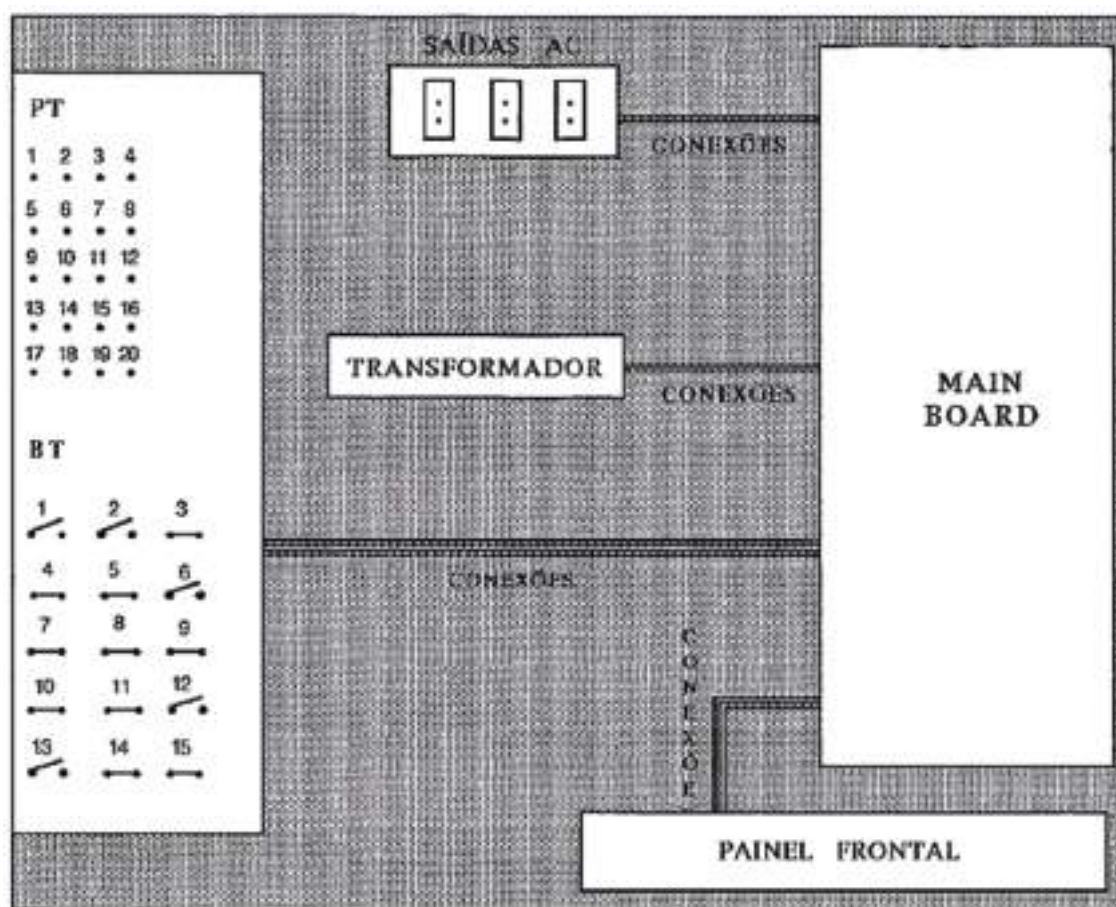 SAÍDAS AC
CONEXÕES
PT
1 2 3 4
5 6 7 8
9 10 11 12
13 14 15 16
17 18 19 20
TRANSFORMADOR
CONEXOES
MAIN
BOARD
BT
1 2 3
4 5 6
7 8 9
10 11 12
13 14 15
CONEXÕES
CONEXÕE
PAINEL FRONTAL